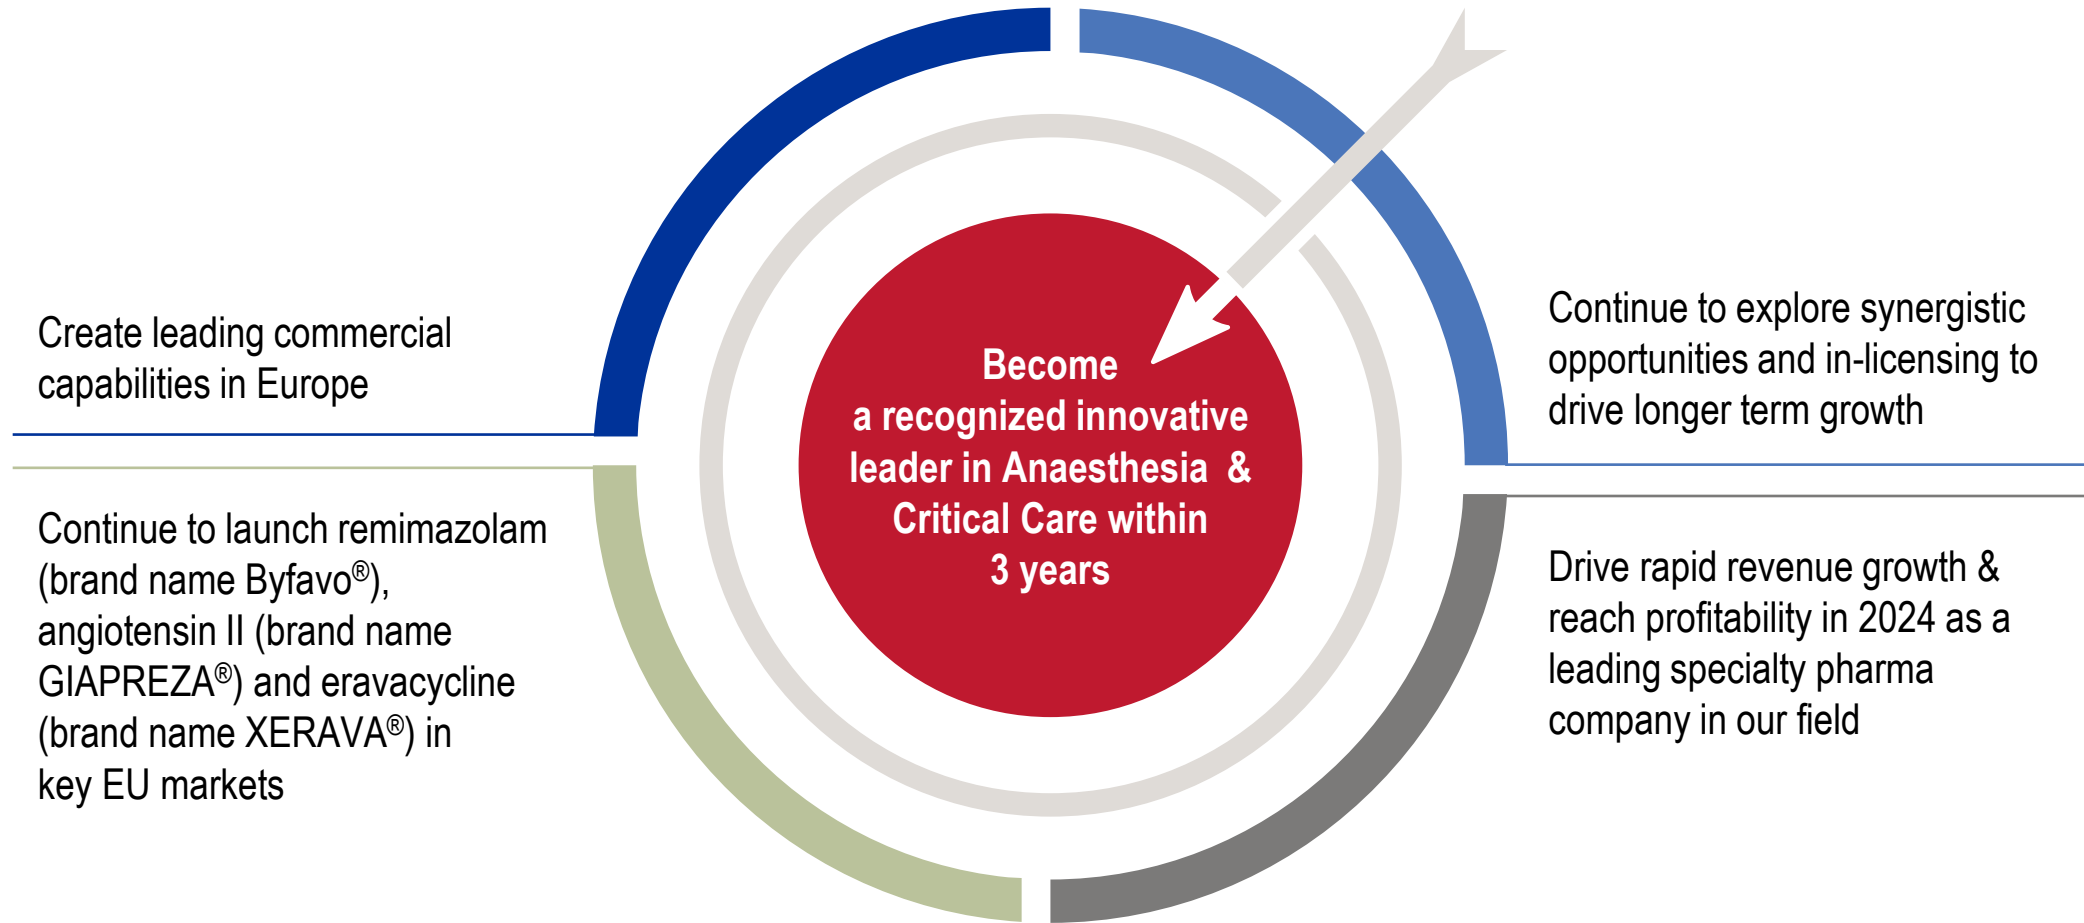 Create leading commercial
capabilities in Europe
Continue to launch remimazolam
(brand name Byfavo®),
angiotensin II (brand name
GIAPREZA®) and eravacycline
(brand name XERAVA®) in
key EU markets
Become
a recognized innovative
leader in Anaesthesia &
Critical Care within
3 years
Continue to explore synergistic
opportunities and in-licensing to
drive longer term growth
Drive rapid revenue growth &
reach profitability in 2024 as a
leading specialty pharma
company in our field